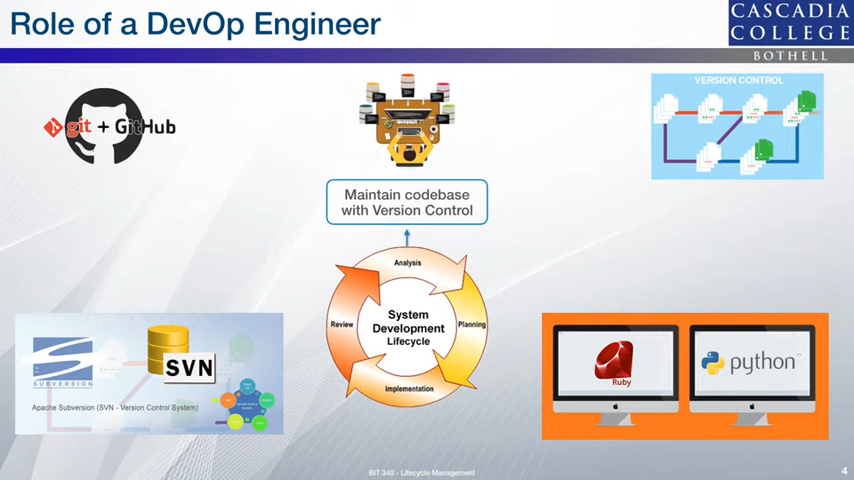 Role of a DevOp Engineer
CASCADIA
COLLEGE
BOTHELL
git + GitHub
VERSION CONTROL
Maintain codebase
with Version Control
Analysis
Review
System
Development
Lifecycle
Planning
Implementation
SUBVERSION
SVN
Apache Subversion (SVN - Version Control System)
Ruby
python
BIT 340 - Lifecycle Management
4